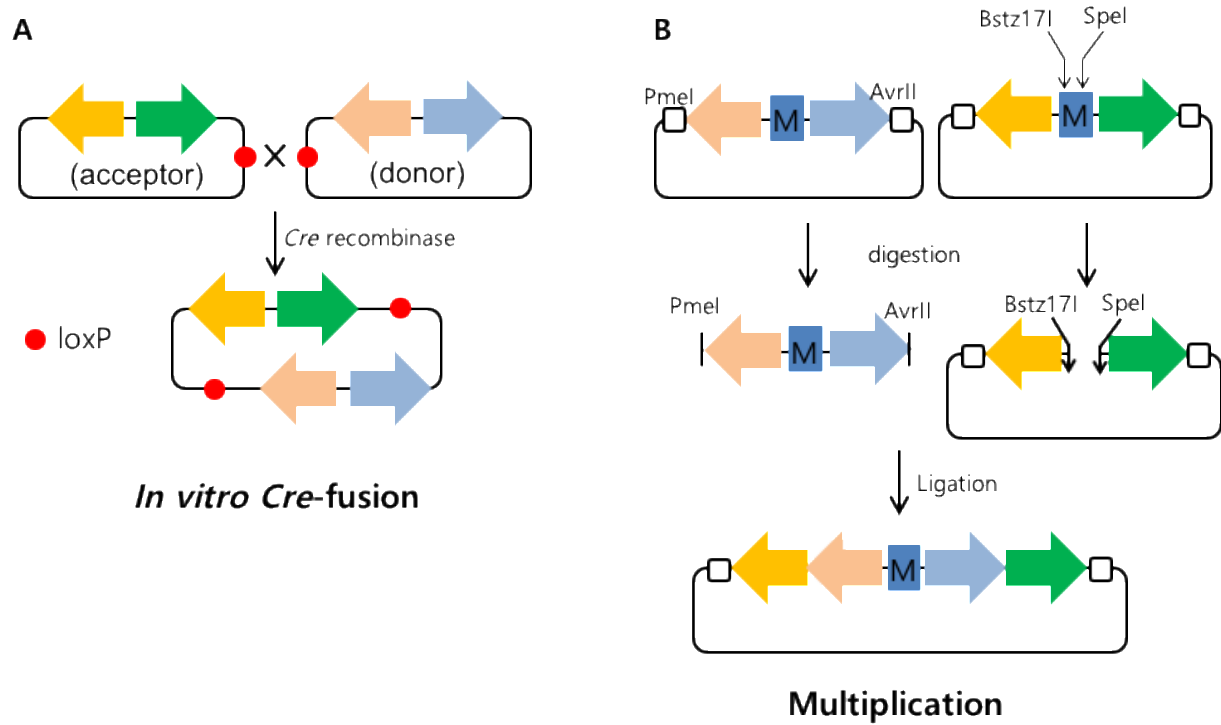 A
(acceptor)
(donor)
Cre recombinase
loxP
In vitro Cre-fusion
B
Bstz17I
SpeI
PmeI
AvrII
M
M
digestion
PmeI
AvrII
M
Bstz17I
SpeI
Ligation
M
Multiplication